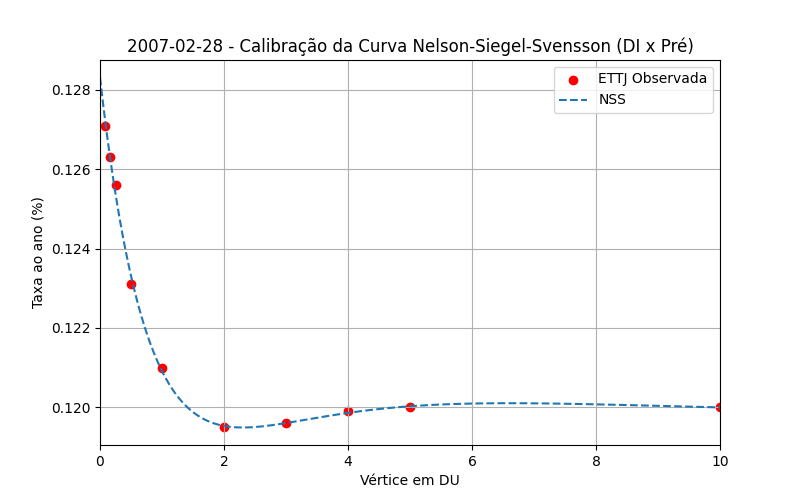 2007-02-28 - Calibração da Curva Nelson-Siegel-Svensson (DI x Pré)
ETTJ Observada
NSS
Taxa ao ano (%)
0.128
0.126
0.124
0.122
0.120
0 2 4 6 8 10
Vértice em DU